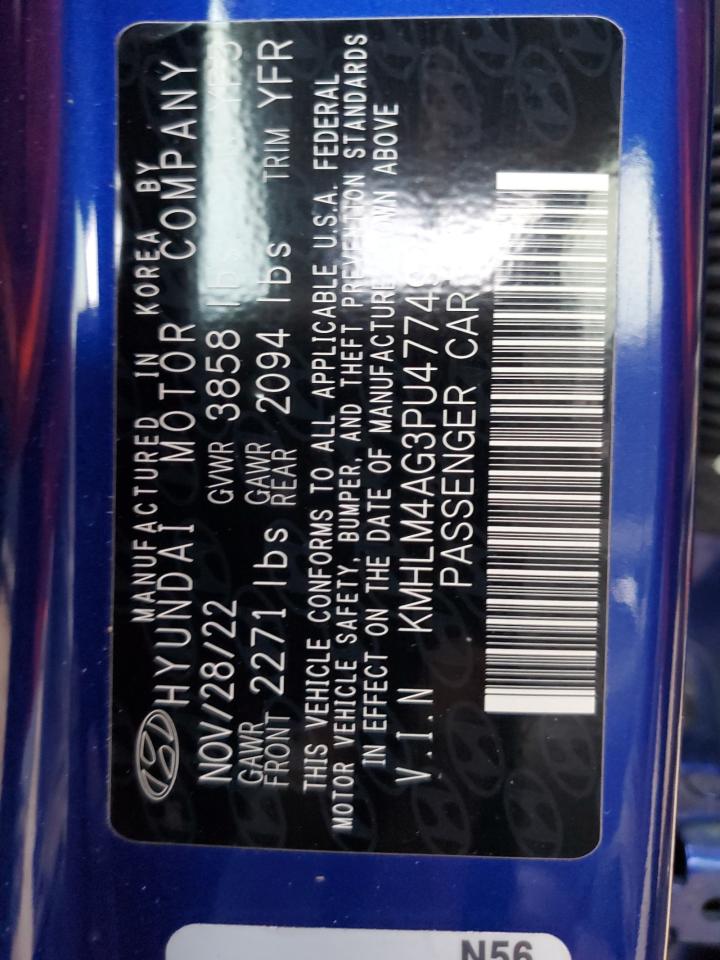 MANUFACTURED IN KOREA BY
HYUNDAI MOTOR COMPANY
NOV/28/22 GVWR 3858
GAWR FRONT 2271 lbs GAWR REAR 2094 lbs TRIM YFR
THIS VEHICLE CONFORMS TO ALL APPLICABLE U.S.A. FEDERAL
MOTOR VEHICLE SAFETY, BUMPER, AND THEFT PREVENTION STANDARDS
IN EFFECT ON THE DATE OF MANUFACTURE SHOWN ABOVE
V.I.N
PASSENGER CAR
N56